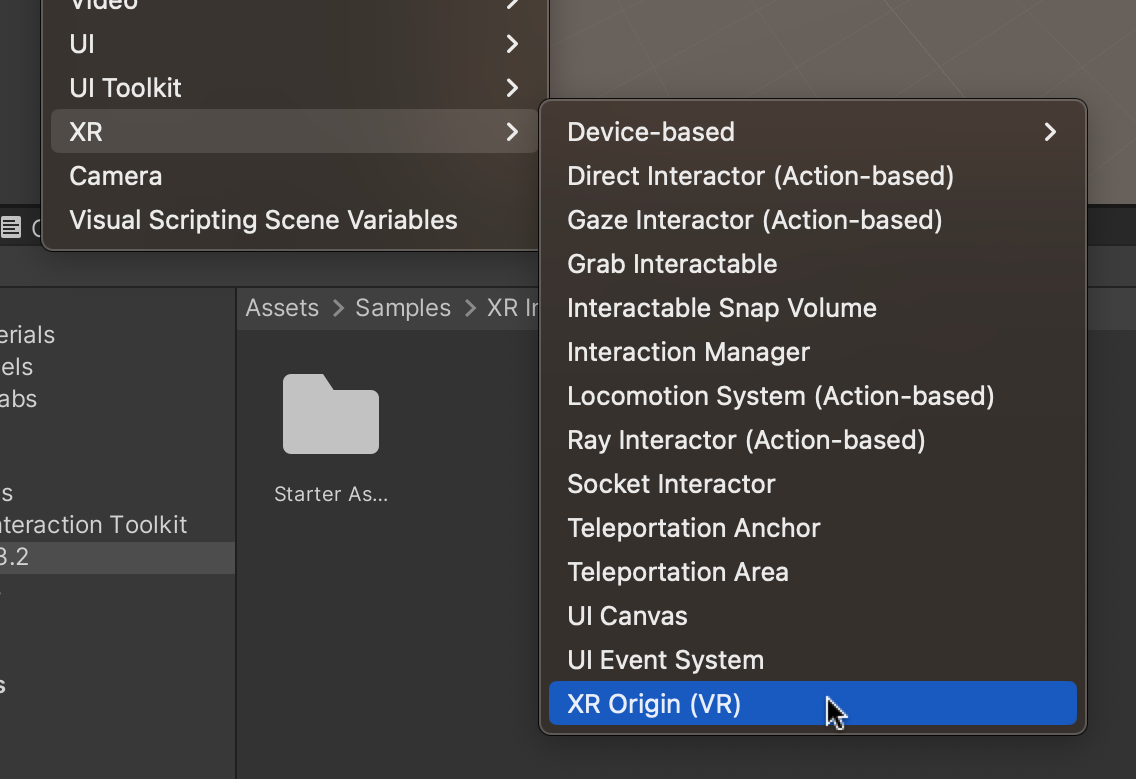 Video
UI
UI Toolkit
XR
Camera
Visual Scripting Scene Variables
Device-based
Direct Interactor (Action-based)
Gaze Interactor (Action-based)
Grab Interactable
Interactable Snap Volume
Interaction Manager
Locomotion System (Action-based)
Ray Interactor (Action-based)
Socket Interactor
Teleportation Anchor
Teleportation Area
UI Canvas
UI Event System
XR Origin (VR)
Assets > Samples > XR In
erials
els
abs
s
nteraction Toolkit
3.2
s
Starter As...